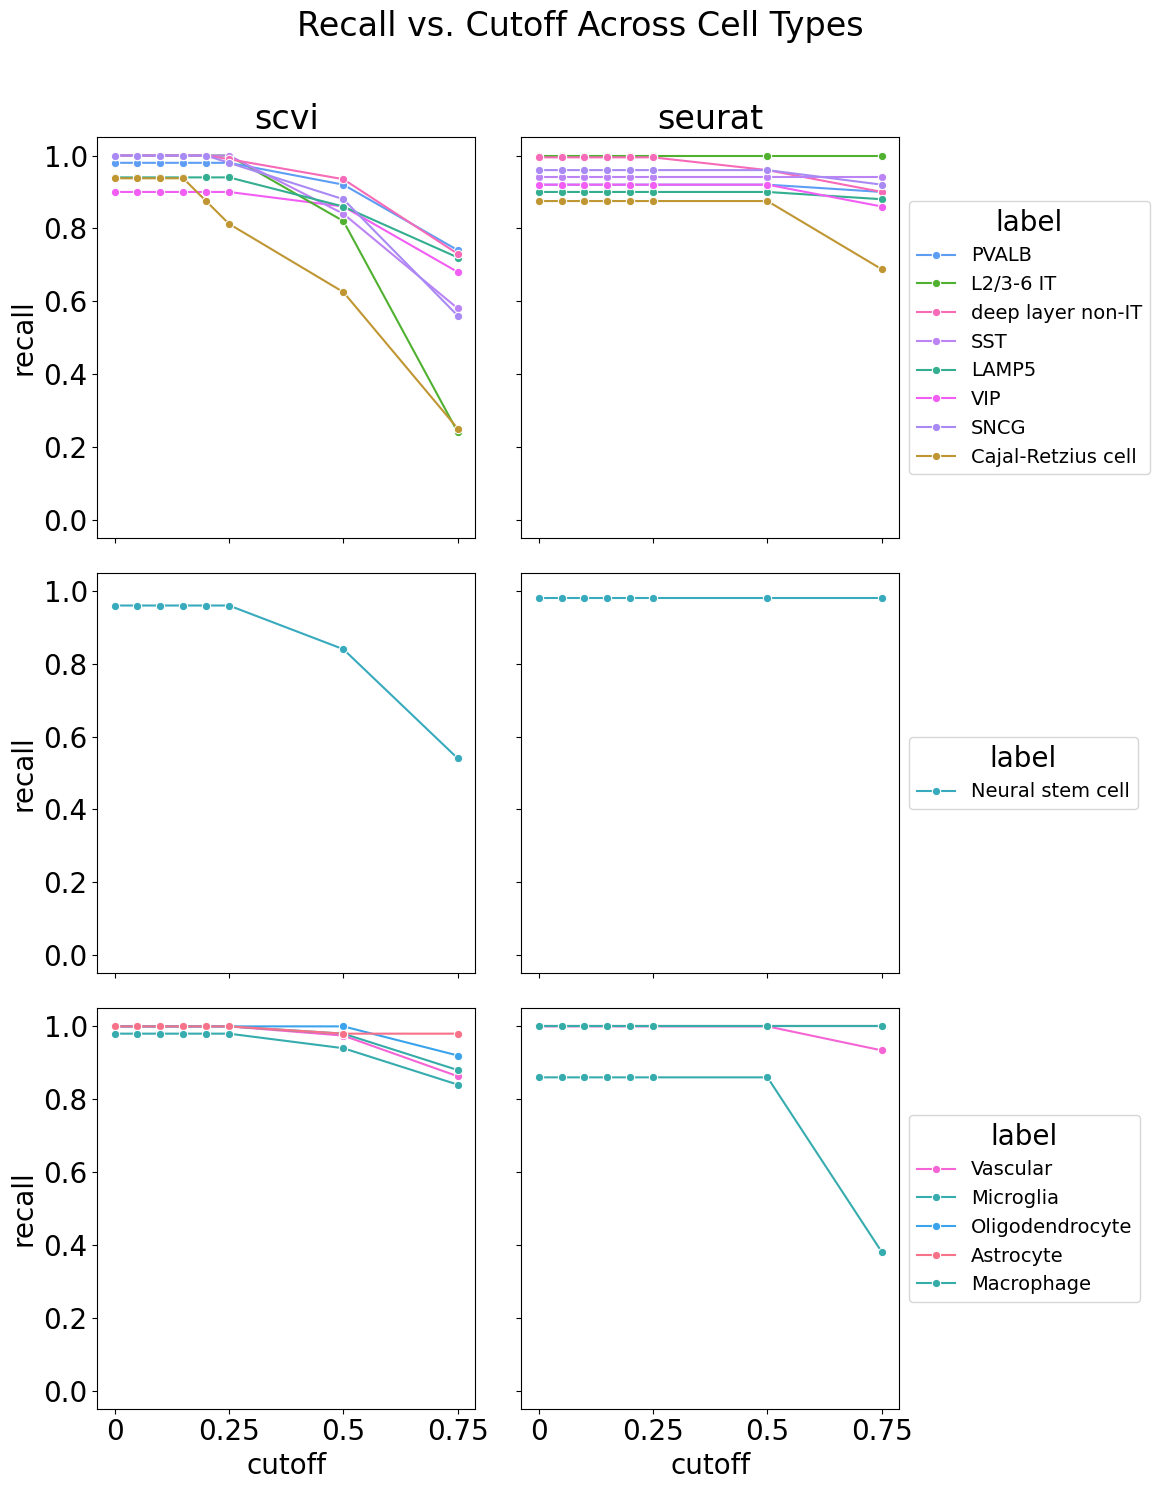 Recall vs. Cutoff Across Cell Types
scvi
seurat
1.0
0.8
0.6
0.4
0.2
0.0
recall
label
PVALB
L2/3-6 IT
deep layer non-IT
SST
LAMP5
VIP
SNCG
Cajal-Retzius cell
1.0
0.8
0.6
0.4
0.2
0.0
recall
label
Neural stem cell
1.0
0.8
0.6
0.4
0.2
0.0
recall
label
Vascular
Microglia
Oligodendrocyte
Astrocyte
Macrophage
0 0.25 0.5 0.75
cutoff
0 0.25 0.5 0.75
cutoff